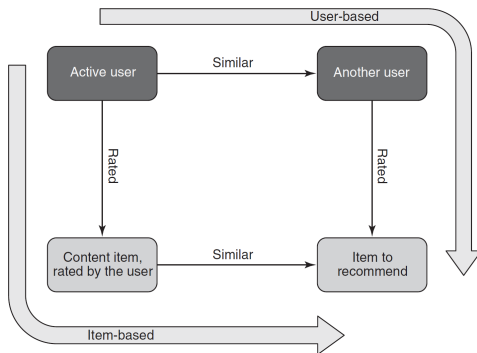 User-based
Active user
Similar
Another user
Rated
Rated
Content item,
rated by the user
Similar
Item to
recommend
Item-based